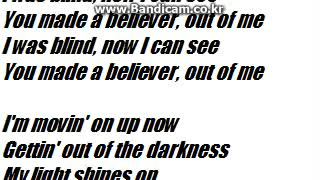 www.Bandicam.co.kr
You made a believer, out of me
I was blind, now I can see
You made a believer, out of me
I'm movin' on up now
Gettin' out of the darkness
My light shines on